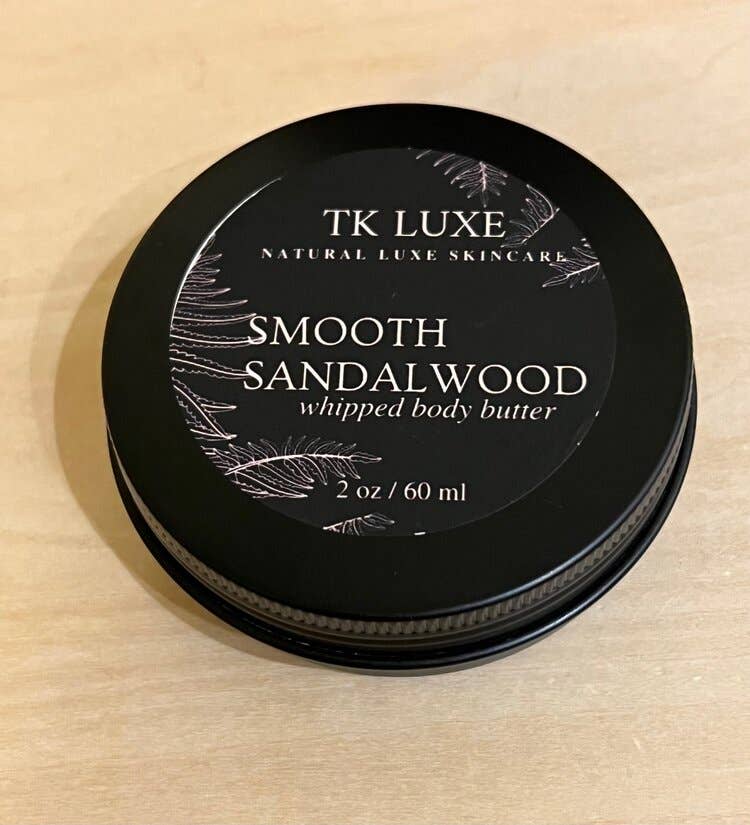 TK LUXE
NATURAL LUXE SKINCARE
SMOOTH
SANDALWOOD
whipped body butter
2 oz / 60 ml